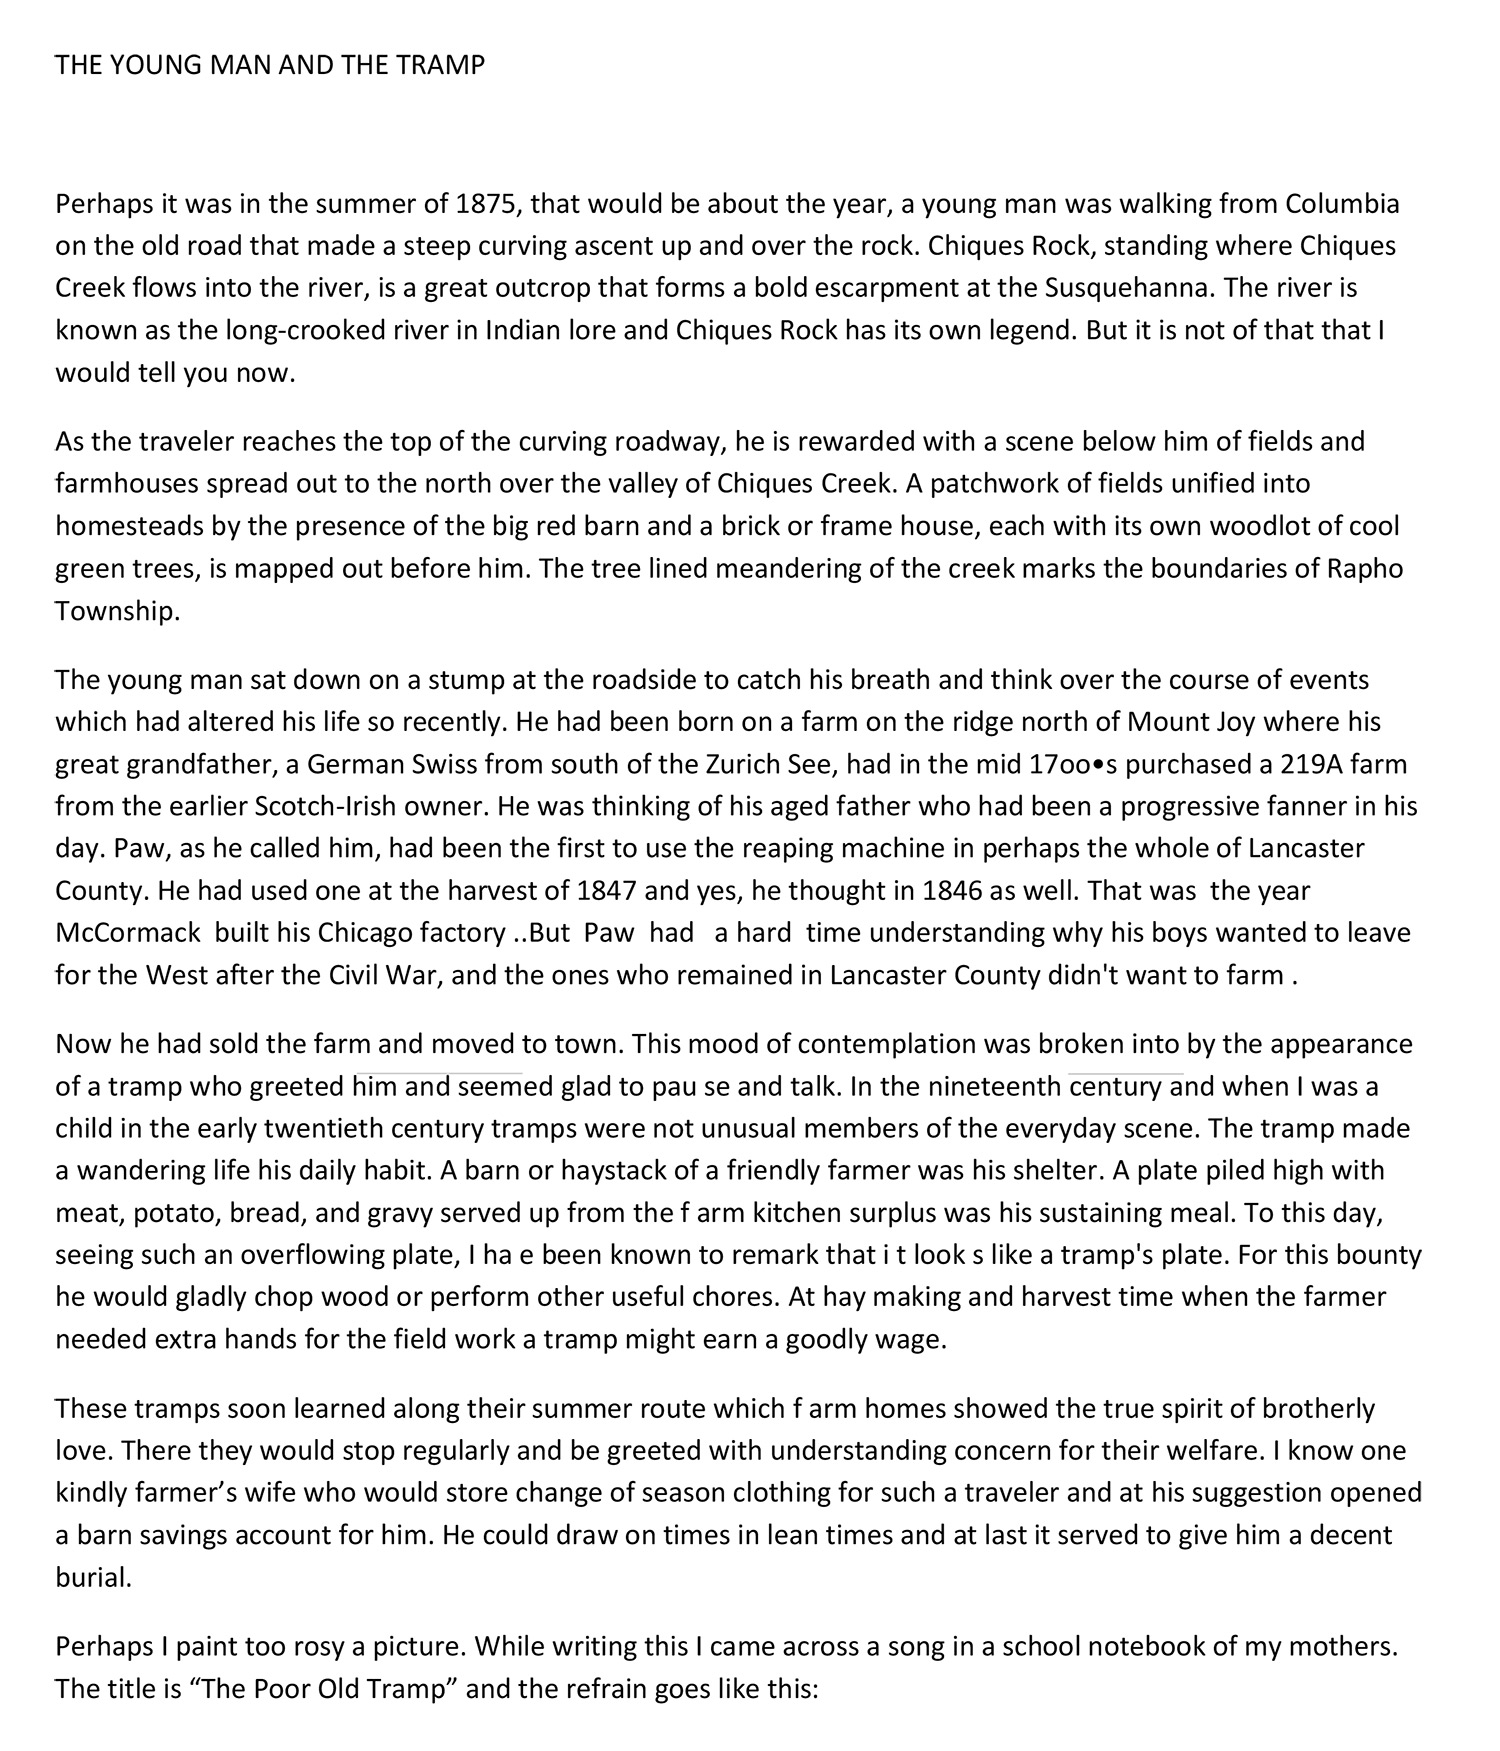 THE YOUNG MAN AND THE TRAMP
Perhaps it was in the summer of 1875, that would be about the year, a young man was walking from Columbia
on the old road that made a steep curving ascent up and over the rock. Chiques Rock, standing where Chiques
Creek flows into the river, is a great outcrop that forms a bold escarpment at the Susquehanna. The river is
known as the long-crooked river in Indian lore and Chiques Rock has its own legend. But it is not of that that I
would tell you now.
As the traveler reaches the top of the curving roadway, he is rewarded with a scene below him of fields and
farmhouses spread out to the north over the valley of Chiques Creek. A patchwork of fields unified into
homesteads by the presence of the big red barn and a brick or frame house, each with its own woodlot of cool
green trees, is mapped out before him. The tree lined meandering of the creek marks the boundaries of Rapho
Township.
The young man sat down on a stump at the roadside to catch his breath and think over the course of events
which had altered his life so recently. He had been born on a farm on the ridge north of Mount Joy where his
great grandfather, a German Swiss from south of the Zurich See, had in the mid 17oo•s purchased a 219A farm
from the earlier Scotch-Irish owner. He was thinking of his aged father who had been a progressive fanner in his
day. Paw, as he called him, had been the first to use the reaping machine in perhaps the whole of Lancaster
County. He had used one at the harvest of 1847 and yes, he thought in 1846 as well. That was  the year
McCormack  built his Chicago factory ..But  Paw  had   a hard  time understanding why his boys wanted to leave
for the West after the Civil War, and the ones who remained in Lancaster County didn't want to farm .
Now he had sold the farm and moved to town. This mood of contemplation was broken into by the appearance
of a tramp who greeted him and seemed glad to pau se and talk. In the nineteenth century and when I was a
child in the early twentieth century tramps were not unusual members of the everyday scene. The tramp made
a wandering life his daily habit. A barn or haystack of a friendly farmer was his shelter. A plate piled high with
meat, potato, bread, and gravy served up from the f arm kitchen surplus was his sustaining meal. To this day,
seeing such an overflowing plate, I ha e been known to remark that i t look s like a tramp's plate. For this bounty
he would gladly chop wood or perform other useful chores. At hay making and harvest time when the farmer
needed extra hands for the field work a tramp might earn a goodly wage.
These tramps soon learned along their summer route which f arm homes showed the true spirit of brotherly
love. There they would stop regularly and be greeted with understanding concern for their welfare. I know one
kindly farmer’s wife who would store change of season clothing for such a traveler and at his suggestion opened
a barn savings account for him. He could draw on times in lean times and at last it served to give him a decent
burial.
Perhaps I paint too rosy a picture. While writing this I came across a song in a school notebook of my mothers.
The title is “The Poor Old Tramp” and the refrain goes like this: